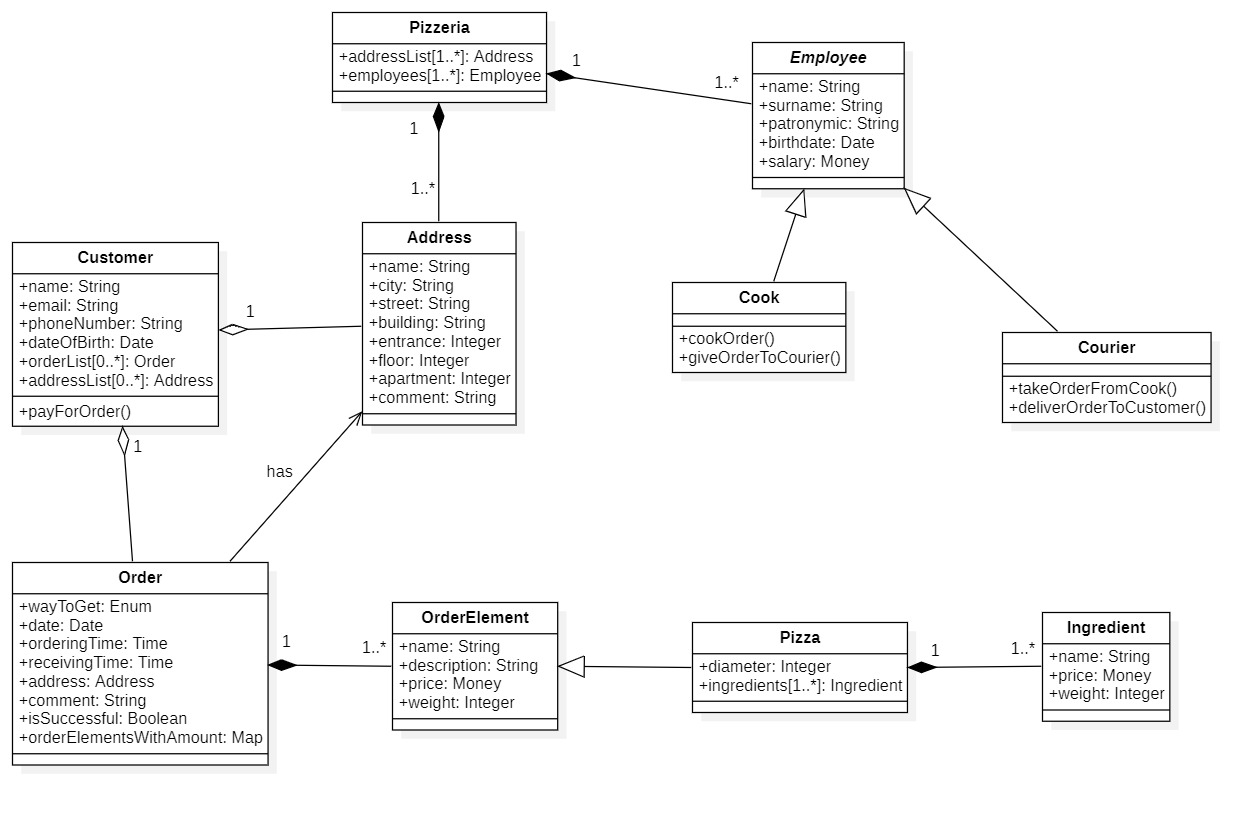 Pizzeria
+addressList[1..*]: Address
+employees[1..*]: Employee
1
1..*
1
1..*
Employee
+name: String
+surname: String
+patronymic: String
+birthdate: Date
+salary: Money
Address
+name: String
+city: String
+street: String
+building: String
+entrance: Integer
+floor: Integer
+apartment: Integer
+comment: String
Customer
+name: String
+email: String
+phoneNumber: String
+dateOfBirth: Date
+orderList[0..*]: Order
+addressList[0..*]: Address
+payForOrder()
1
1
has
Cook
+cookOrder()
+giveOrderToCourier()
Courier
+takeOrderFromCook()
+deliverOrderToCustomer()
Order
+wayToGet: Enum
+date: Date
+orderingTime: Time
+receivingTime: Time
+address: Address
+comment: String
+isSuccessful: Boolean
+orderElementsWithAmount: Map
1
1..*
OrderElement
+name: String
+description: String
+price: Money
+weight: Integer
Pizza
+diameter: Integer
+ingredients[1..*]: Ingredient
1
1..*
Ingredient
+name: String
+price: Money
+weight: Integer